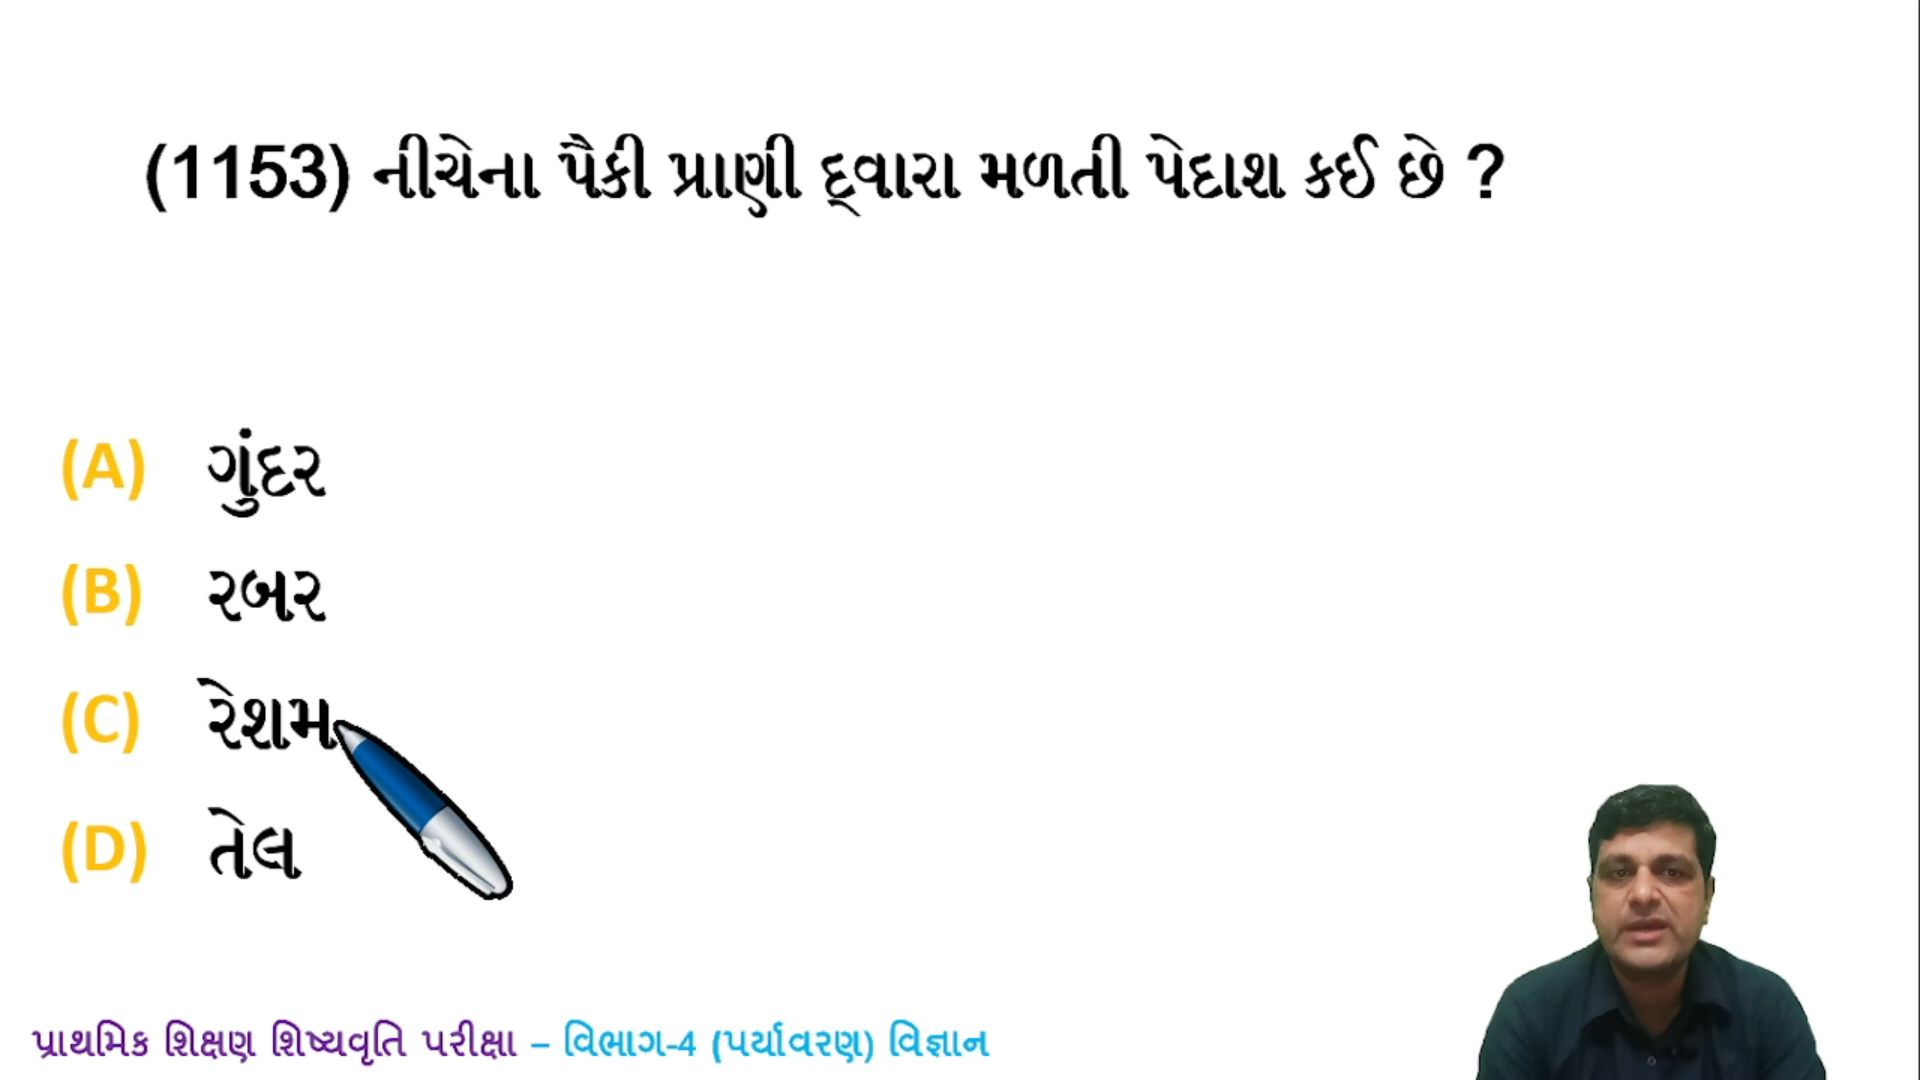 (1153) નીચેના પૈકી પ્રાણી દ્વારા મળતી પેદાશ કઈ છે ?
(A) ગુંદર
(B) રબર
(C) રેશમ
(D) તેલ
પ્રાથમિક શિક્ષણ શિષ્યવૃતિ પરીક્ષા – વિભાગ-4 (પર્યાવરણ) વિજ્ઞાન